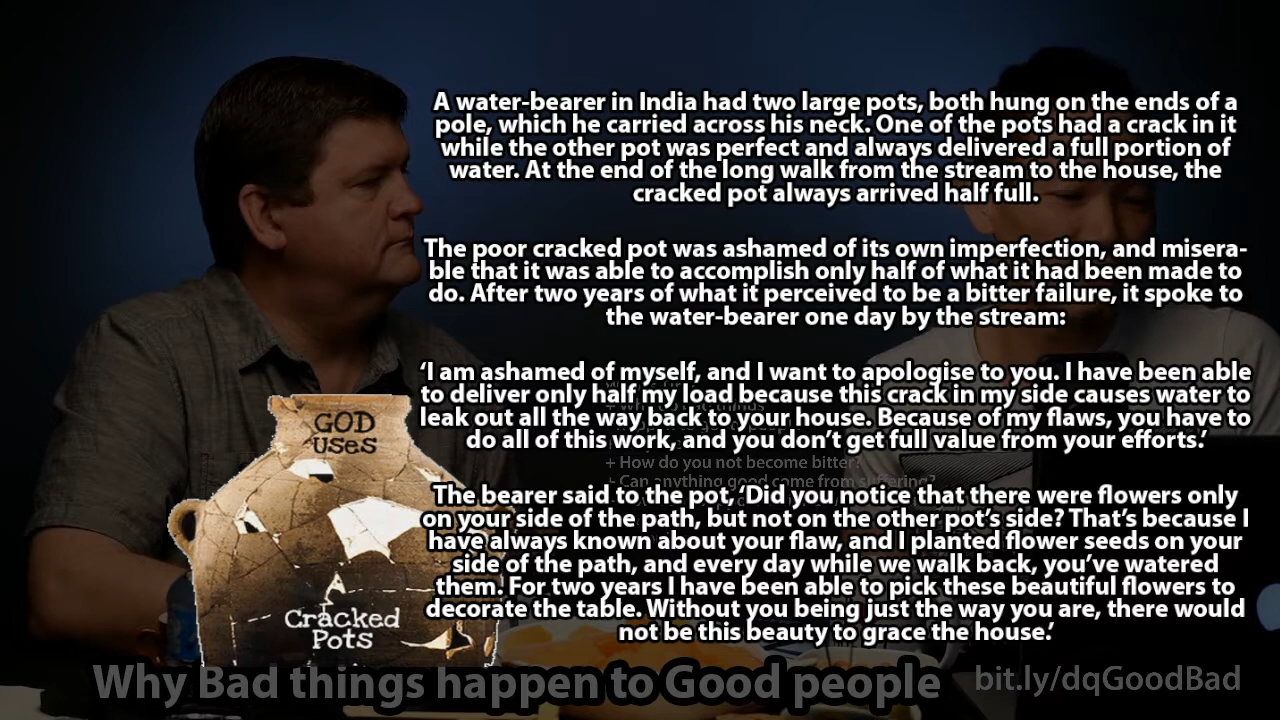 A water-bearer in India had two large pots, both hung on the ends of a
pole, which he carried across his neck. One of the pots had a crack in it
while the other pot was perfect and always delivered a full portion of
water. At the end of the long walk from the stream to the house, the
cracked pot always arrived half full.
The poor cracked pot was ashamed of its own imperfection, and misera-
ble that it was able to accomplish only half of what it had been made to
do. After two years of what it perceived to be a bitter failure, it spoke to
the water-bearer one day by the stream:
‘I am ashamed of myself, and I want to apologise to you. I have been able
to deliver only half my load because this crack in my side causes water to
leak out all the way back to your house. Because of my flaws, you have to
do all of this work, and you don’t get full value from your efforts.’
+ How do you not become bitter?
+ Can anything good come from suffering?
The bearer said to the pot, ‘Did you notice that there were flowers only
on your side of the path, but not on the other pot’s side? That’s because I
have always known about your flaw, and I planted flower seeds on your
side of the path, and every day while we walk back, you’ve watered
them. For two years I have been able to pick these beautiful flowers to
decorate the table. Without you being just the way you are, there would
not be this beauty to grace the house.’
GOD
uses
A
Cracked
Pots
Why Bad things happen to Good people
bit.ly/dqGoodBad